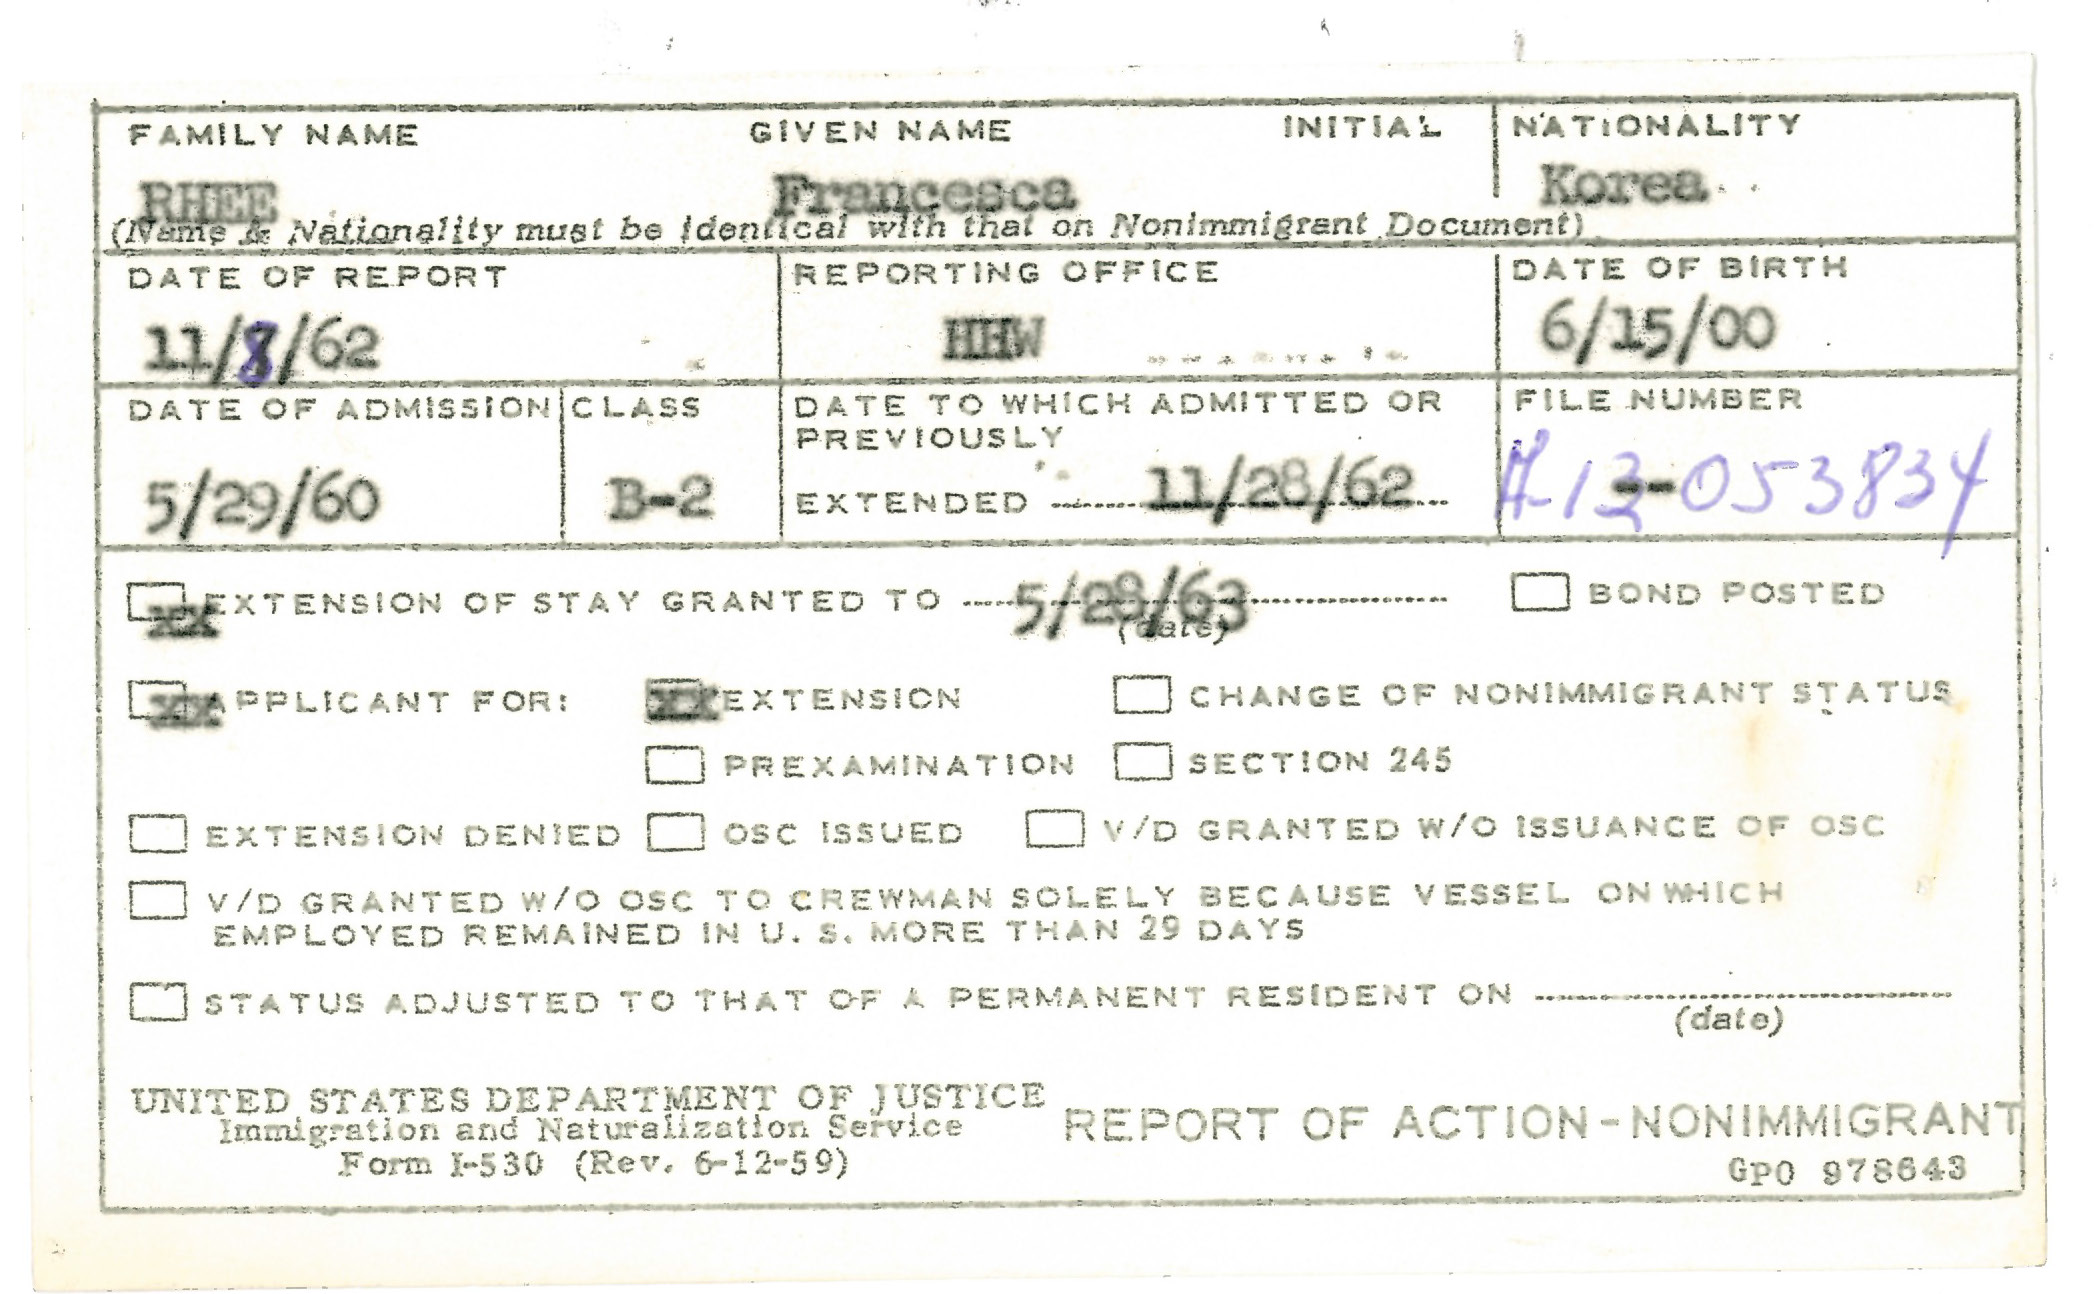 FAMILY NAME GIVEN NAME INITIAL NATIONALITY
RHEE Francesca Korea
(Name & Nationality must be identical with that on Nonimmigrant Document)
DATE OF REPORT REPORTING OFFICE DATE OF BIRTH
11/8/62 HHW 6/15/00
DATE OF ADMISSION CLASS DATE TO WHICH ADMITTED OR FILE NUMBER
PREVIOUSLY
5/29/60 B-2 EXTENDED 11/28/62 A13-053834
xx EXTENSION OF STAY GRANTED TO 5/28/63 BOND POSTED
(date)
xx APPLICANT FOR: xx EXTENSION CHANGE OF NONIMMIGRANT STATUS
PREXAMINATION SECTION 245
EXTENSION DENIED OSC ISSUED V/D GRANTED W/O ISSUANCE OF OSC
V/D GRANTED W/O OSC TO CREWMAN SOLELY BECAUSE VESSEL ON WHICH
EMPLOYED REMAINED IN U. S. MORE THAN 29 DAYS
STATUS ADJUSTED TO THAT OF A PERMANENT RESIDENT ON
(date)
UNITED STATES DEPARTMENT OF JUSTICE
Immigration and Naturalization Service REPORT OF ACTION-NONIMMIGRANT
Form I-530 (Rev. 6-12-59) GPO 978643